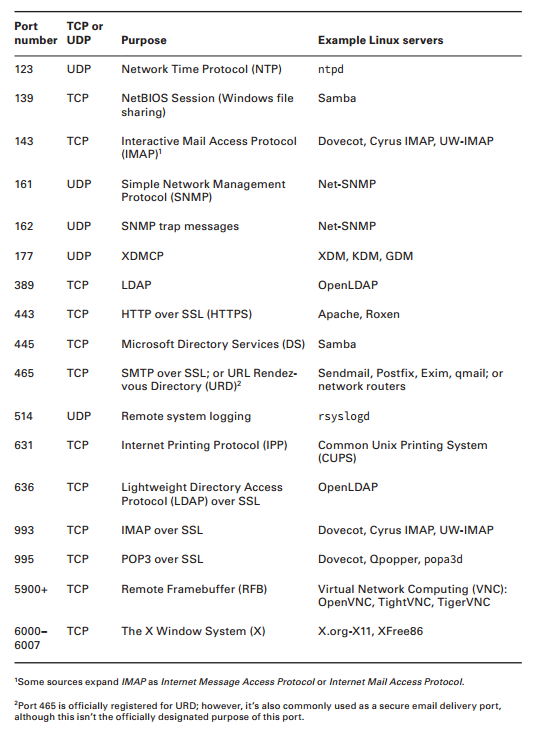 Port number TCP or UDP Purpose Example Linux servers
123 UDP Network Time Protocol (NTP) ntpd
139 TCP NetBIOS Session (Windows file sharing) Samba
143 TCP Interactive Mail Access Protocol (IMAP)¹ Dovecot, Cyrus IMAP, UW-IMAP
161 UDP Simple Network Management Protocol (SNMP) Net-SNMP
162 UDP SNMP trap messages Net-SNMP
177 UDP XDMCP XDM, KDM, GDM
389 TCP LDAP OpenLDAP
443 TCP HTTP over SSL (HTTPS) Apache, Roxen
445 TCP Microsoft Directory Services (DS) Samba
465 TCP SMTP over SSL; or URL Rendez-vous Directory (URD)² Sendmail, Postfix, Exim, qmail; or network routers
514 UDP Remote system logging rsyslogd
631 TCP Internet Printing Protocol (IPP) Common Unix Printing System (CUPS)
636 TCP Lightweight Directory Access Protocol (LDAP) over SSL OpenLDAP
993 TCP IMAP over SSL Dovecot, Cyrus IMAP, UW-IMAP
995 TCP POP3 over SSL Dovecot, Qpopper, popa3d
5900+ TCP Remote Framebuffer (RFB) Virtual Network Computing (VNC): OpenVNC, TightVNC, TigerVNC
6000–6007 TCP The X Window System (X) X.org-X11, XFree86
¹Some sources expand IMAP as Internet Message Access Protocol or Internet Mail Access Protocol.
²Port 465 is officially registered for URD; however, it's also commonly used as a secure email delivery port,
although this isn't the officially designated purpose of this port.